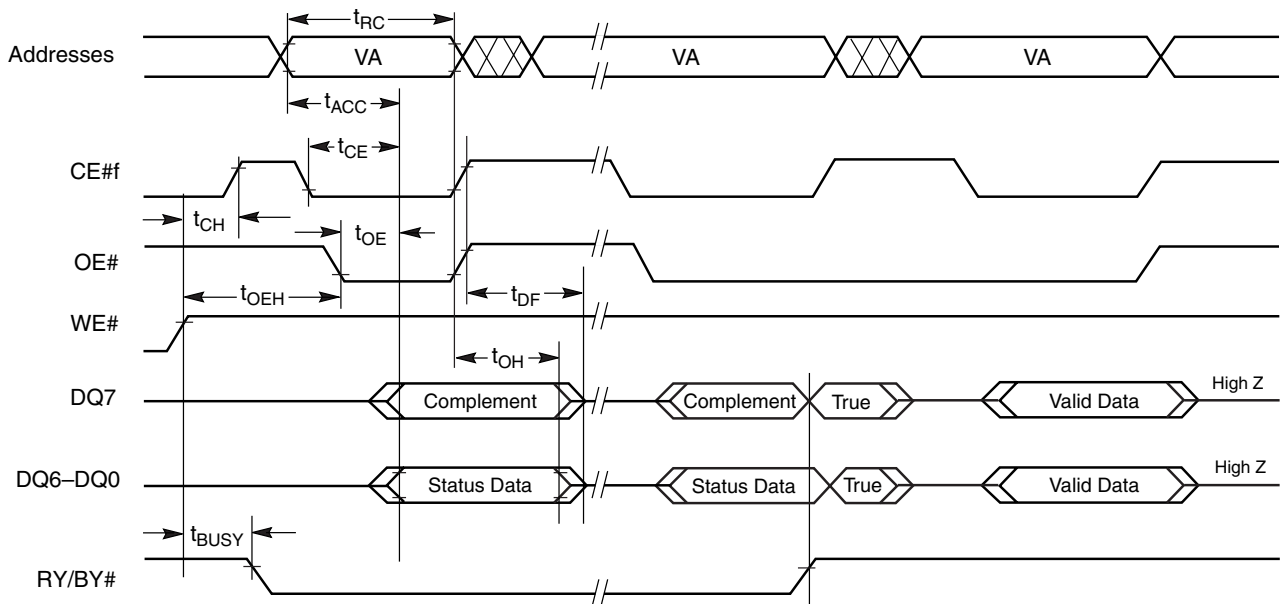 tRC
Addresses VA VA VA
tACC
tCE
CE#f
tCH
tOE
OE#
tOEH tDF
WE#
tOH
DQ7 Complement Complement True Valid Data High Z
DQ6–DQ0 Status Data Status Data True Valid Data High Z
tBUSY
RY/BY#